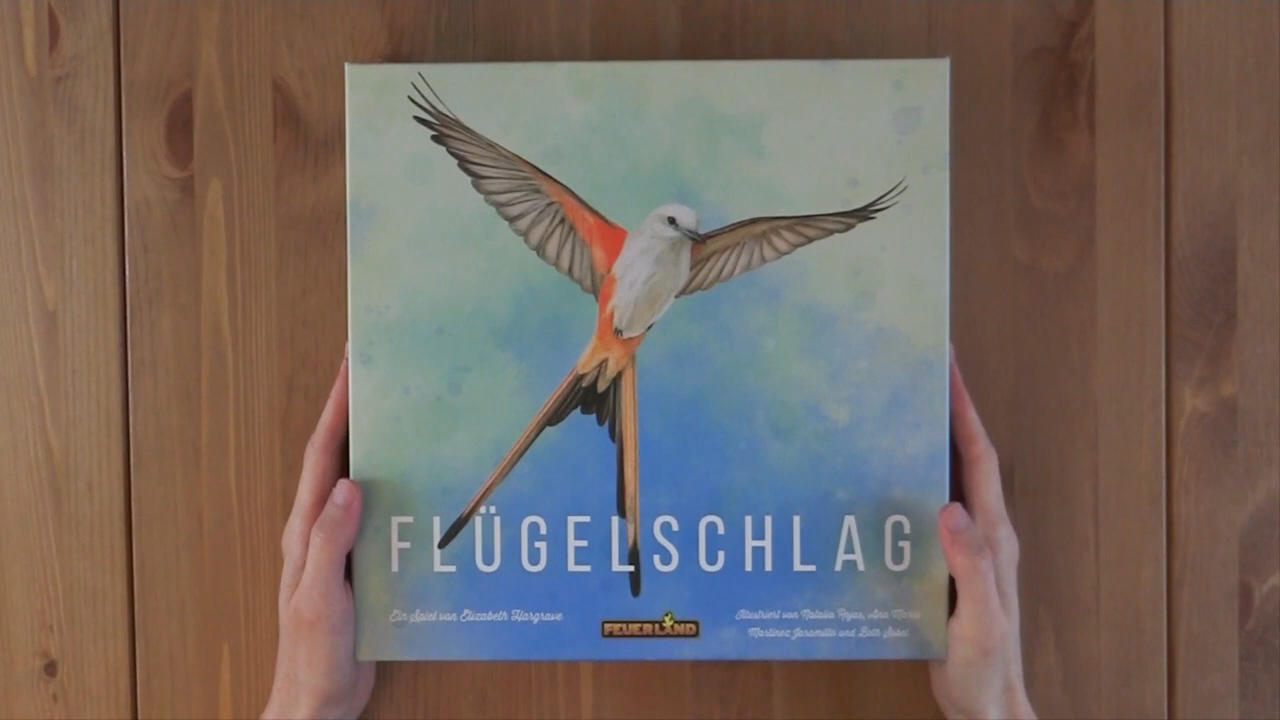 FLÜGELSCHLAG
Ein Spiel von Elizabeth Hargrave
FEUERLAND
Illustriert von Natalia Rojas, Ana Maria
Martinez Jaramillo und Beth Sobel